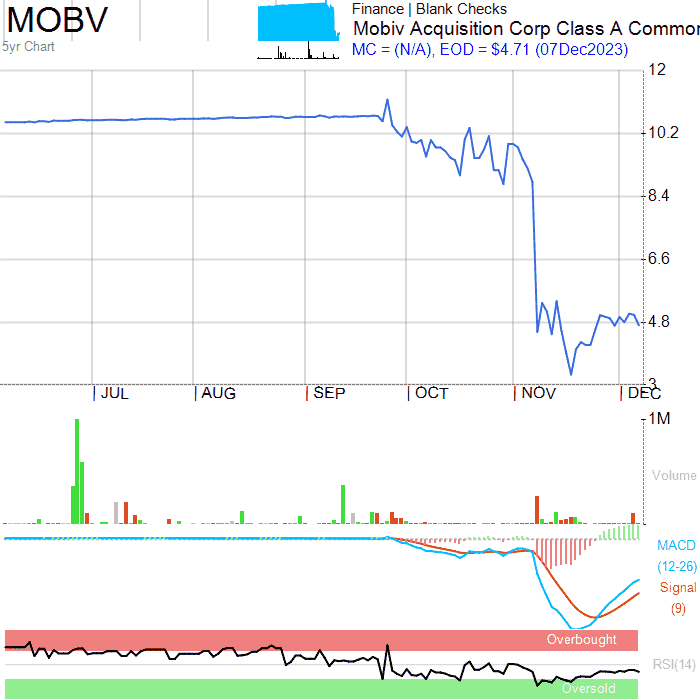 MOBV
5yr Chart
Finance | Blank Checks
Mobiv Acquisition Corp Class A Common
MC = (N/A), EOD = $4.71 (07Dec2023)
12
10.2
8.4
6.6
4.8
3
JUL
AUG
SEP
OCT
NOV
DEC
1M
Volume
MACD
(12-26)
Signal
(9)
Overbought
RSI(14)
Oversold